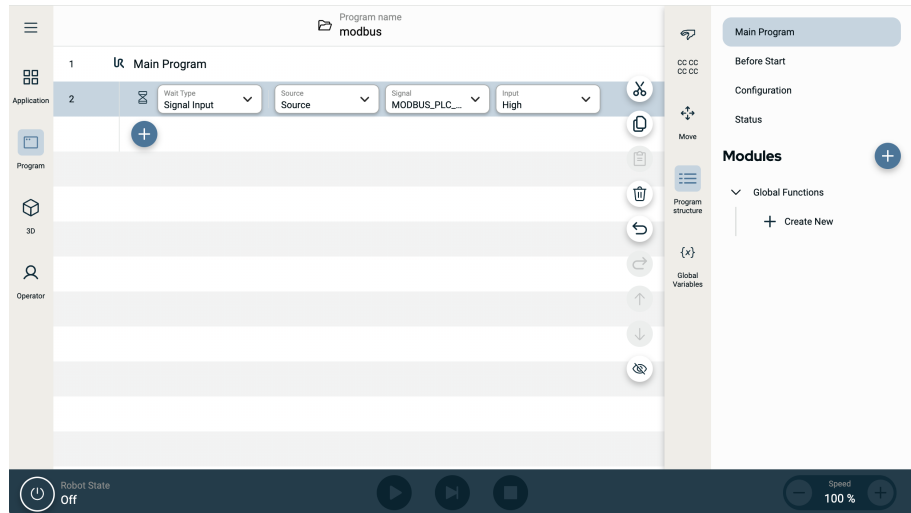 Program name
modbus
Application
Program
3D
Operator
1 Main Program
2
Wait Type
Signal Input
Source
Source
Signal
MODBUS_PLC_...
Input
High
CC CC
CC CC
Move
Program
structure
{x}
Global
Variables
Main Program
Before Start
Configuration
Status
Modules
Global Functions
Create New
Robot State
Off
Speed
100 %